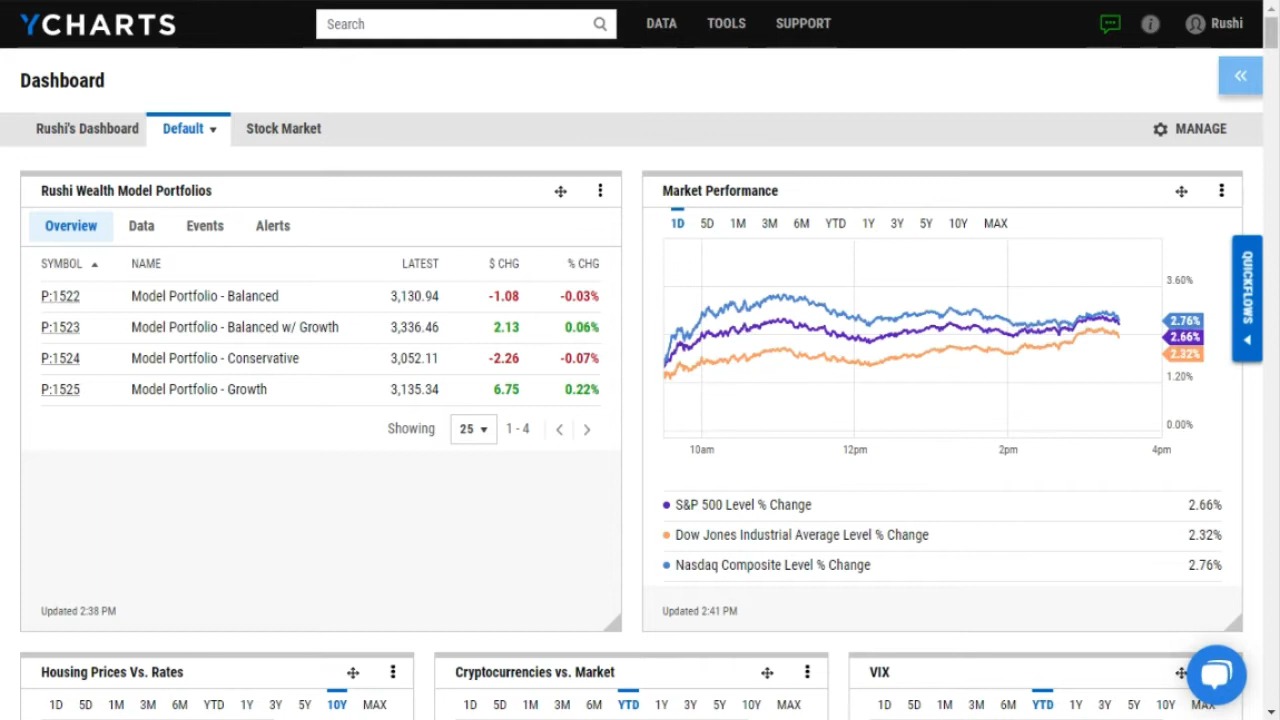 YCHARTS
Search
DATA TOOLS SUPPORT
Rushi
Dashboard
Rushi's Dashboard Default Stock Market
MANAGE
Rushi Wealth Model Portfolios
Overview Data Events Alerts
SYMBOL NAME LATEST $ CHG % CHG
P:1522 Model Portfolio - Balanced 3,130.94 -1.08 -0.03%
P:1523 Model Portfolio - Balanced w/ Growth 3,336.46 2.13 0.06%
P:1524 Model Portfolio - Conservative 3,052.11 -2.26 -0.07%
P:1525 Model Portfolio - Growth 3,135.34 6.75 0.22%
Showing 25 1 - 4
Updated 2:38 PM
Market Performance
1D 5D 1M 3M 6M YTD 1Y 3Y 5Y 10Y MAX
3.60%
2.76%
2.66%
2.32%
1.20%
0.00%
10am 12pm 2pm 4pm
S&P 500 Level % Change 2.66%
Dow Jones Industrial Average Level % Change 2.32%
Nasdaq Composite Level % Change 2.76%
Updated 2:41 PM
QUICKFLOWS
Housing Prices Vs. Rates
1D 5D 1M 3M 6M YTD 1Y 3Y 5Y 10Y MAX
Cryptocurrencies vs. Market
1D 5D 1M 3M 6M YTD 1Y 3Y 5Y 10Y MAX
VIX
1D 5D 1M 3M 6M YTD 1Y 3Y 5Y 10Y MAX